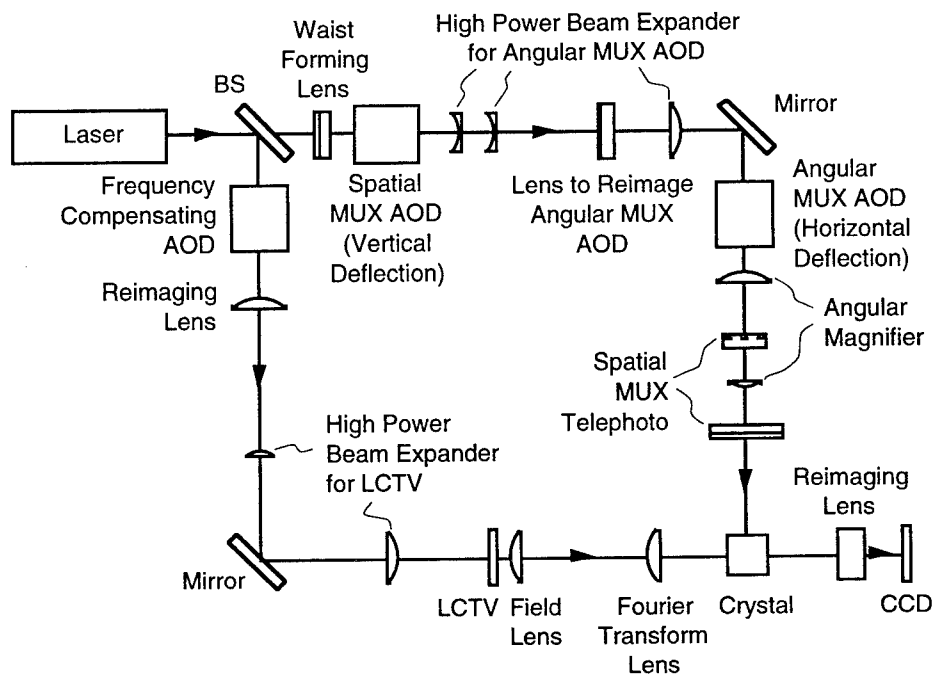 High Power Beam Expander
for Angular MUX AOD
Waist
Forming
Lens
BS
Mirror
Laser
Frequency
Compensating
AOD
Spatial
MUX AOD
(Vertical
Deflection)
Lens to Reimage
Angular MUX
AOD
Angular
MUX AOD
(Horizontal
Deflection)
Reimaging
Lens
Angular
Magnifier
Spatial
MUX
Telephoto
High Power
Beam Expander
for LCTV
Reimaging
Lens
Mirror
LCTV
Field
Lens
Fourier
Transform
Lens
Crystal
CCD